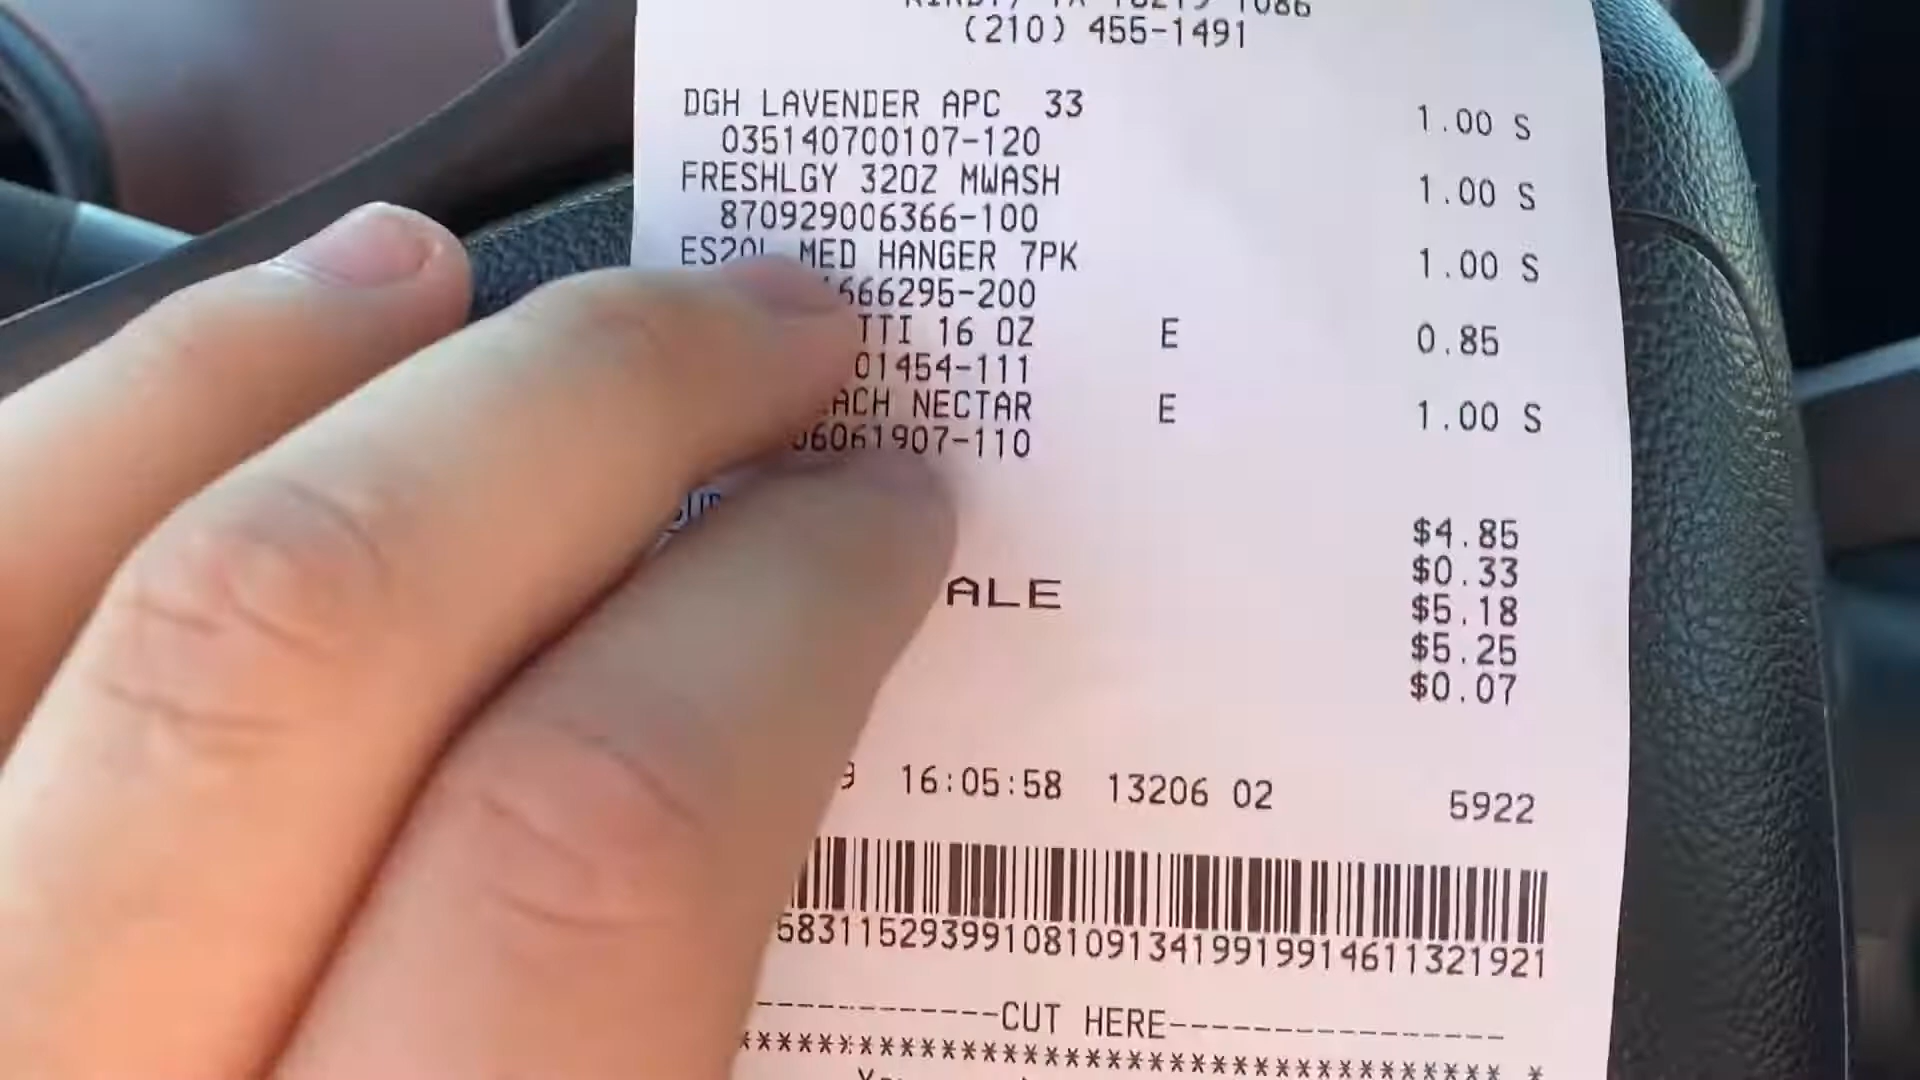 (210) 455-1491
DGH LAVENDER APC 33 1.00 S
035140700107-120
FRESHLGY 32OZ MWASH 1.00 S
870929006366-100
MED HANGER 7PK 1.00 S
666295-200
TTI 16 OZ E 0.85
01454-111
ACH NECTAR E 1.00 S
06061907-110
$4.85
$0.33
ALE $5.18
$5.25
$0.07
9 16:05:58 13206 02 5922
583115293991081091341991991461132​1921
------------CUT HERE-----------------
****************************************